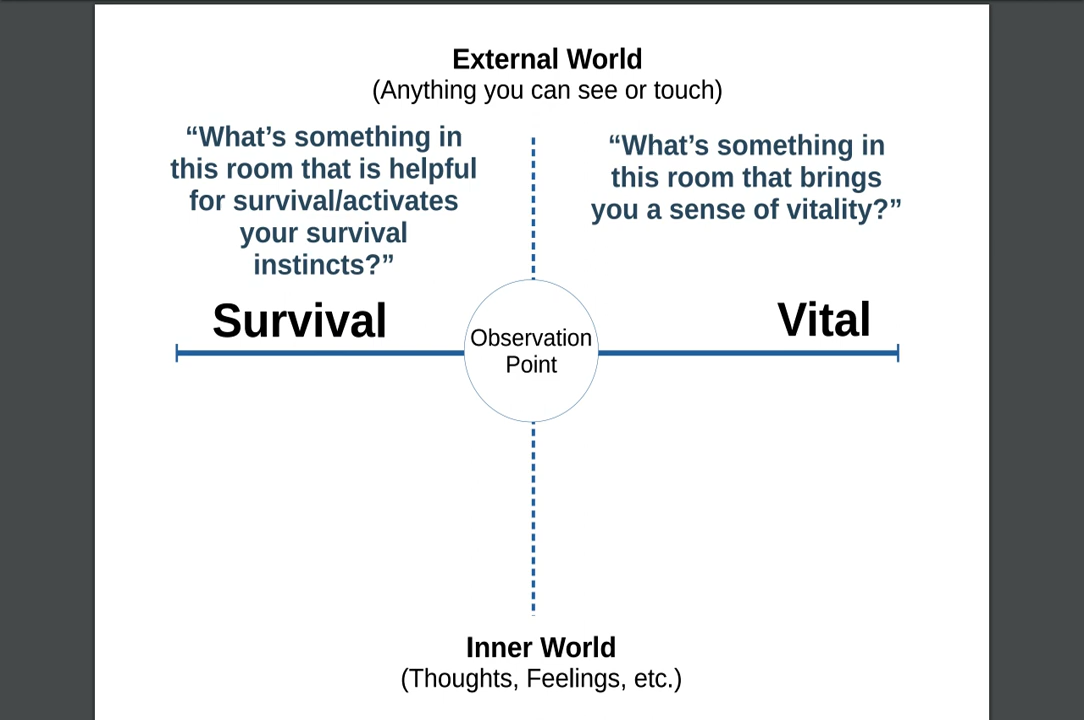 External World
(Anything you can see or touch)
“What’s something in
this room that is helpful
for survival/activates
your survival
instincts?”
“What’s something in
this room that brings
you a sense of vitality?”
Survival
Vital
Observation
Point
Inner World
(Thoughts, Feelings, etc.)